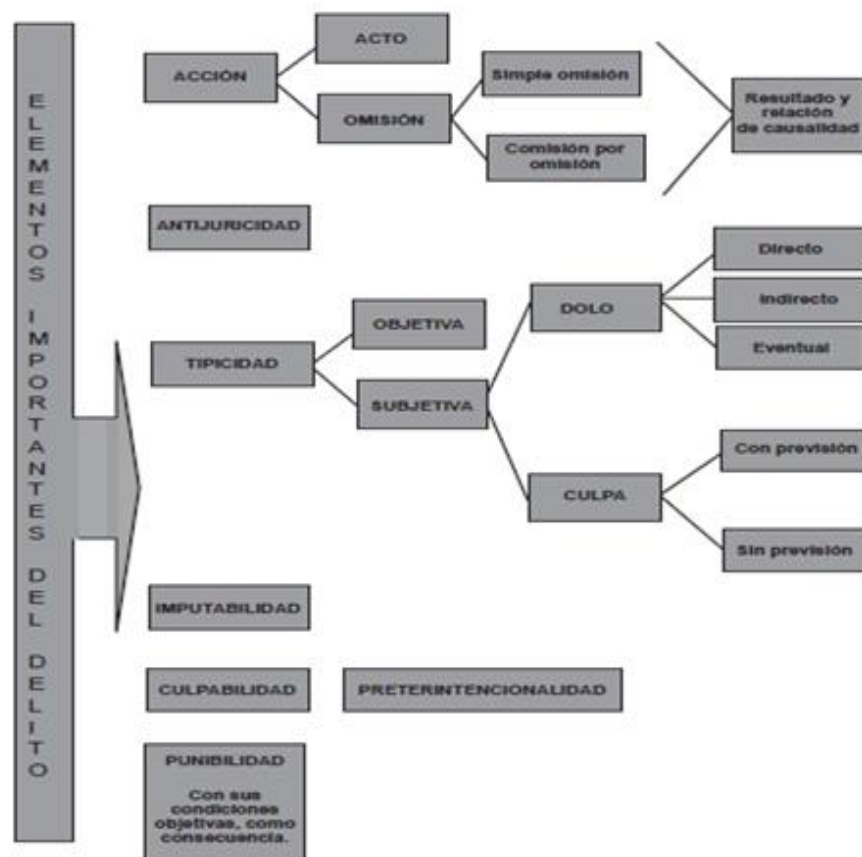 ELEMENTOS IMPORTANTES DEL DELITO
ACCIÓN
ACTO
OMISIÓN
Simple omisión
Comisión por
omisión
Resultado y
relación
de causalidad
ANTIJURICIDAD
TIPICIDAD
OBJETIVA
SUBJETIVA
DOLO
Directo
Indirecto
Eventual
CULPA
Con previsión
Sin previsión
IMPUTABILIDAD
CULPABILIDAD
PRETERINTENCIONALIDAD
PUNIBILIDAD
Con sus
condiciones
objetivas, como
consecuencia.